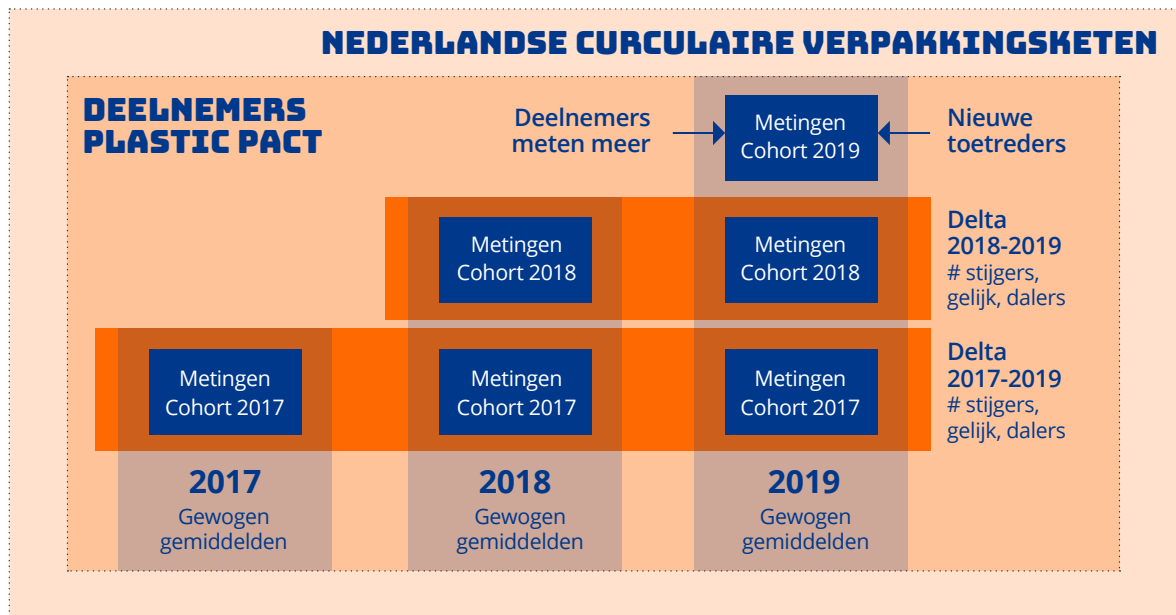 NEDERLANDSE CURCULAIRE VERPAKKINGSKETEN
DEELNEMERS
PLASTIC PACT
Deelnemers
meten meer
Metingen
Cohort 2019
Nieuwe
toetreders
Metingen
Cohort 2018
Metingen
Cohort 2018
Delta
2018-2019
# stijgers,
gelijk, dalers
Metingen
Cohort 2017
Metingen
Cohort 2017
Metingen
Cohort 2017
Delta
2017-2019
# stijgers,
gelijk, dalers
2017
Gewogen
gemiddelden
2018
Gewogen
gemiddelden
2019
Gewogen
gemiddelden